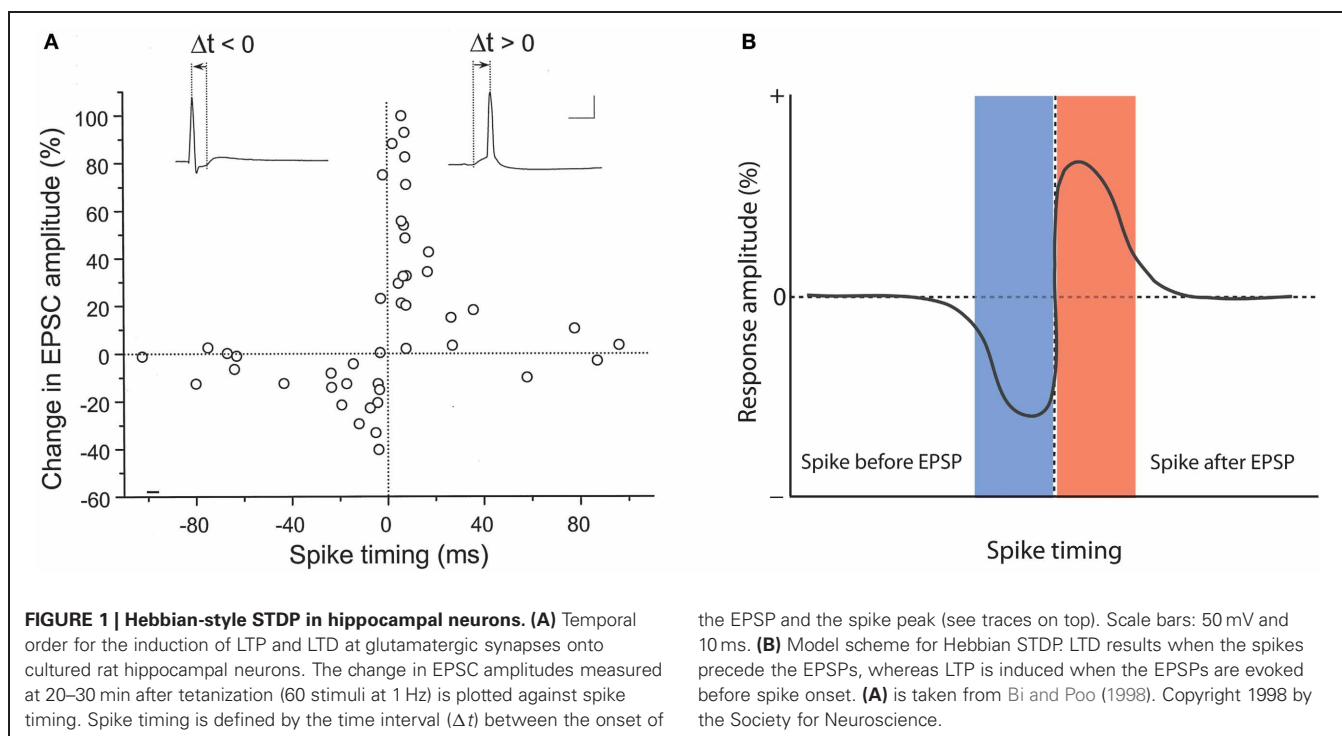 A
Δt < 0
Δt > 0
Change in EPSC amplitude (%)
100
80
60
40
20
0
-20
-40
-60
-80
-40
0
40
80
Spike timing (ms)
B
Response amplitude (%)
+
0
–
Spike before EPSP
Spike after EPSP
Spike timing
FIGURE 1 | Hebbian-style STDP in hippocampal neurons. (A) Temporal
order for the induction of LTP and LTD at glutamatergic synapses onto
cultured rat hippocampal neurons. The change in EPSC amplitudes measured
at 20–30 min after tetanization (60 stimuli at 1 Hz) is plotted against spike
timing. Spike timing is defined by the time interval (Δt) between the onset of
the EPSP and the spike peak (see traces on top). Scale bars: 50 mV and
10 ms. (B) Model scheme for Hebbian STDP. LTD results when the spikes
precede the EPSPs, whereas LTP is induced when the EPSPs are evoked
before spike onset. (A) is taken from Bi and Poo (1998). Copyright 1998 by
the Society for Neuroscience.